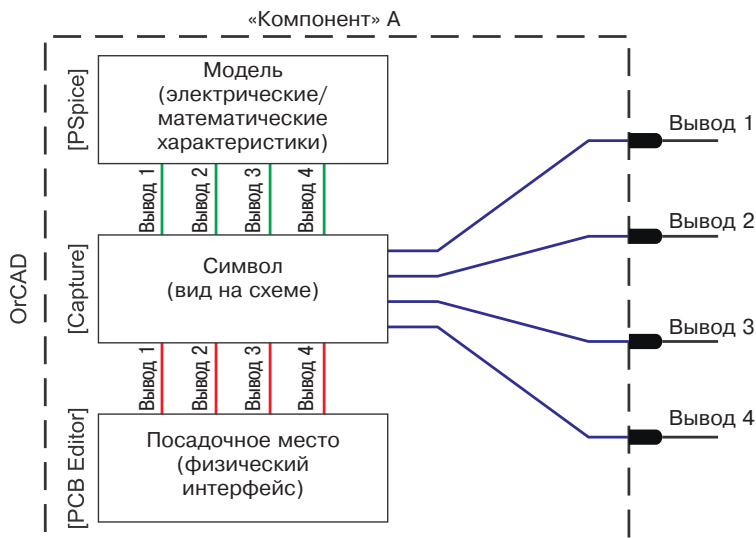 «Компонент» А
OrCAD
[PSpice]
Модель
(электрические/
математические
характеристики)
Вывод 1
Вывод 2
Вывод 3
Вывод 4
[Capture]
Символ
(вид на схеме)
Вывод 1
Вывод 2
Вывод 3
Вывод 4
[PCB Editor]
Посадочное место
(физический
интерфейс)
Вывод 1
Вывод 2
Вывод 3
Вывод 4